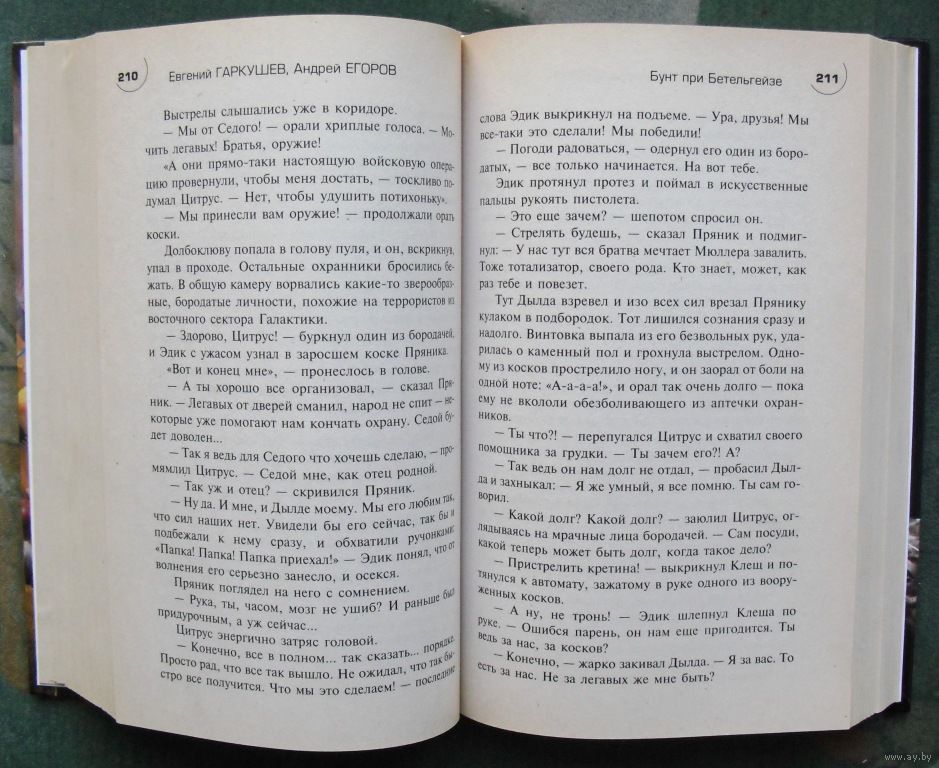 210 Евгений ГАРКУШЕВ, Андрей ЕГОРОВ
Выстрелы слышались уже в коридоре.
— Мы от Седого! — орали хриплые голоса. — Мо-
чить легавых! Братья, оружие!
«А они прямо-таки настоящую войсковую опера-
цию провернули, чтобы меня достать, — тоскливо по-
думал Цитрус. — Нет, чтобы удушить потихоньку».
— Мы принесли вам оружие! — продолжали орать
коски.
Долбоклюву попала в голову пуля, и он, вскрикнув,
упал в проходе. Остальные охранники бросились бе-
жать. В общую камеру ворвались какие-то зверообраз-
ные, бородатые личности, похожие на террористов из
восточного сектора Галактики.
— Здорово, Цитрус! — буркнул один из бородачей,
и Эдик с ужасом узнал в заросшем коске Пряника.
«Вот и конец мне», — пронеслось в голове.
— А ты хорошо все организовал, — сказал Пря-
ник. — Легавых от дверей сманил, народ не спит — не-
которые уже помогают нам кончать охрану. Седой бу-
дет доволен...
— Так я ведь для Седого что хочешь сделаю, — про-
мямлил Цитрус. — Седой мне, как отец родной.
— Так уж и отец? — скривился Пряник.
— Ну да. И мне, и Дылде моему. Мы его любим так,
что сил наших нет. Увидели бы его сейчас, так бы и
подбежали к нему сразу, и обхватили ручонками:
«Папка! Папка! Папка приехал!» — Эдик понял, что от
волнения его серьезно занесло, и осекся.
Пряник поглядел на него с сомнением.
— Рука, ты, часом, мозг не ушиб? И раньше был
придурочным, а уж сейчас...
Цитрус энергично затряс головой.
— Конечно, все в полном... так сказать... порядке.
Просто рад, что все так вышло. Не ожидал, что так бы-
стро все получится. Что мы это сделаем! — последние
Бунт при Бетельгейзе 211
слова Эдик выкрикнул на подъеме. — Ура, друзья! Мы
все-таки это сделали! Мы победили!
— Погоди радоваться, — одернул его один из боро-
датых, — все только начинается. На вот тебе.
Эдик протянул протез и поймал в искусственные
пальцы рукоять пистолета.
— Это еще зачем? — шепотом спросил он.
— Стрелять будешь, — сказал Пряник и подмиг-
нул: — У нас тут вся братва мечтает Мюллера завалить.
Тоже тотализатор, своего рода. Кто знает, может, как
раз тебе и повезет.
Тут Дылда взревел и изо всех сил врезал Прянику
кулаком в подбородок. Тот лишился сознания сразу и
надолго. Винтовка выпала из его безвольных рук, уда-
рилась о каменный пол и грохнула выстрелом. Одно-
му из косков прострелило ногу, и он заорал от боли на
одной ноте: «А-а-а-а!», и орал так очень долго — пока
ему не вкололи обезболивающего из аптечки охран-
ников.
— Ты что?! — перепугался Цитрус и схватил своего
помощника за грудки. — Ты зачем его?! А?
— Так ведь он нам долг не отдал, — пробасил Дыл-
да и захныкал: — Я же умный, я все помню. Ты сам го-
ворил.
— Какой долг? Какой долг? — заюлил Цитрус, ог-
лядываясь на мрачные лица бородачей. — Сам посуди,
какой теперь может быть долг, когда такое дело?
— Пристрелить кретина! — выкрикнул Клещ и по-
тянулся к автомату, зажатому в руке одного из воору-
женных косков.
— А ну, не тронь! — Эдик шлепнул Клеща по
руке. — Ошибся парень, он нам еще пригодится. Ты
ведь за нас, за косков?
— Конечно, — жарко закивал Дылда. — Я за вас. То
есть за нас. Не за легавых же мне быть?
www.ay.by